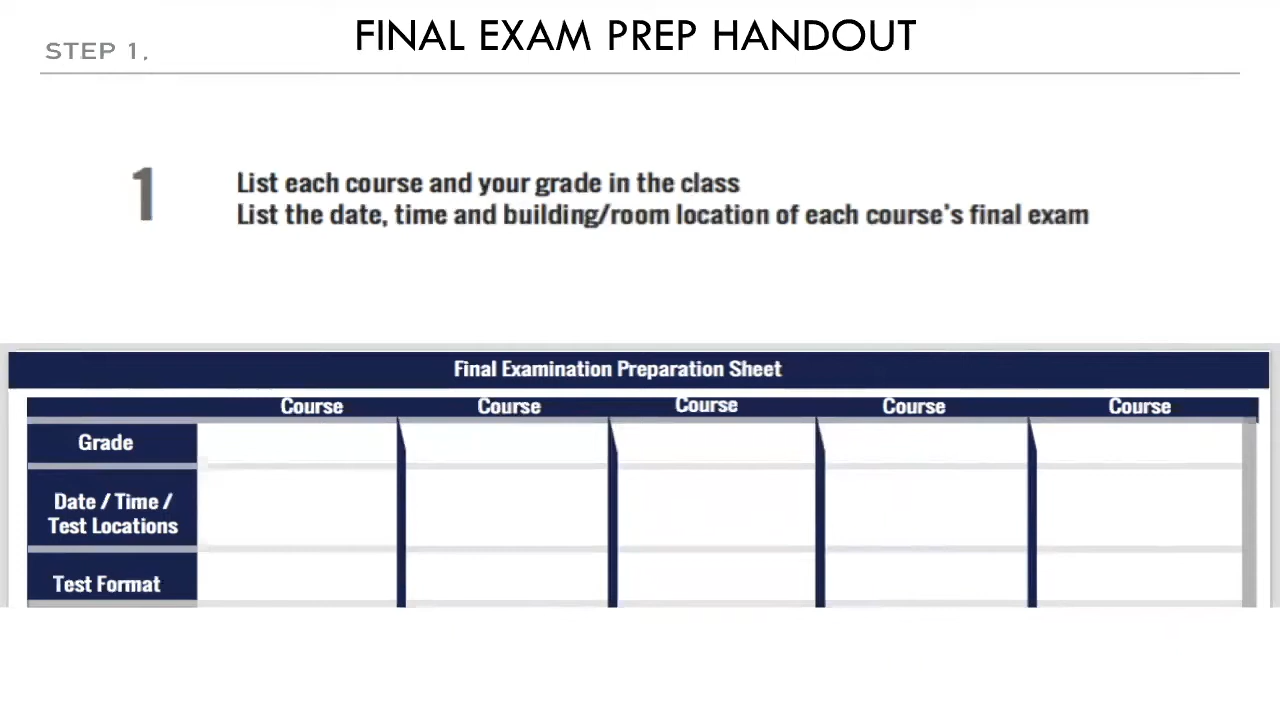 FINAL EXAM PREP HANDOUT
STEP 1.
1
List each course and your grade in the class
List the date, time and building/room location of each course's final exam
Final Examination Preparation Sheet
Course Course Course Course Course
Grade
Date / Time /
Test Locations
Test Format